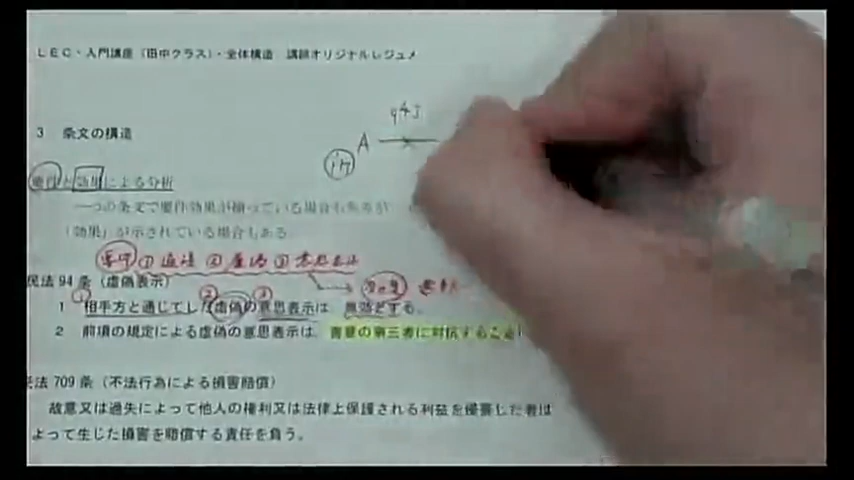 LEC・入門講座(田中クラス)・全体構造 講師オリジナルレジュメ
943
A
3 条文の構造
要件と効果による分析
一つの条文で要件効果が揃っている場合もあるが
「効果」が示されている場合もある
要件 ① 通謀 ② 虚偽 ③ 意思表示
民法 94 条(虚偽表示)
効果
① ② ③
1 相手方と通じてした虚偽の意思表示は、無効とする。
2 前項の規定による虚偽の意思表示は、善意の第三者に対抗すること
民法 709 条(不法行為による損害賠償)
故意又は過失によって他人の権利又は法律上保護される利益を侵害した者は
よって生じた損害を賠償する責任を負う。